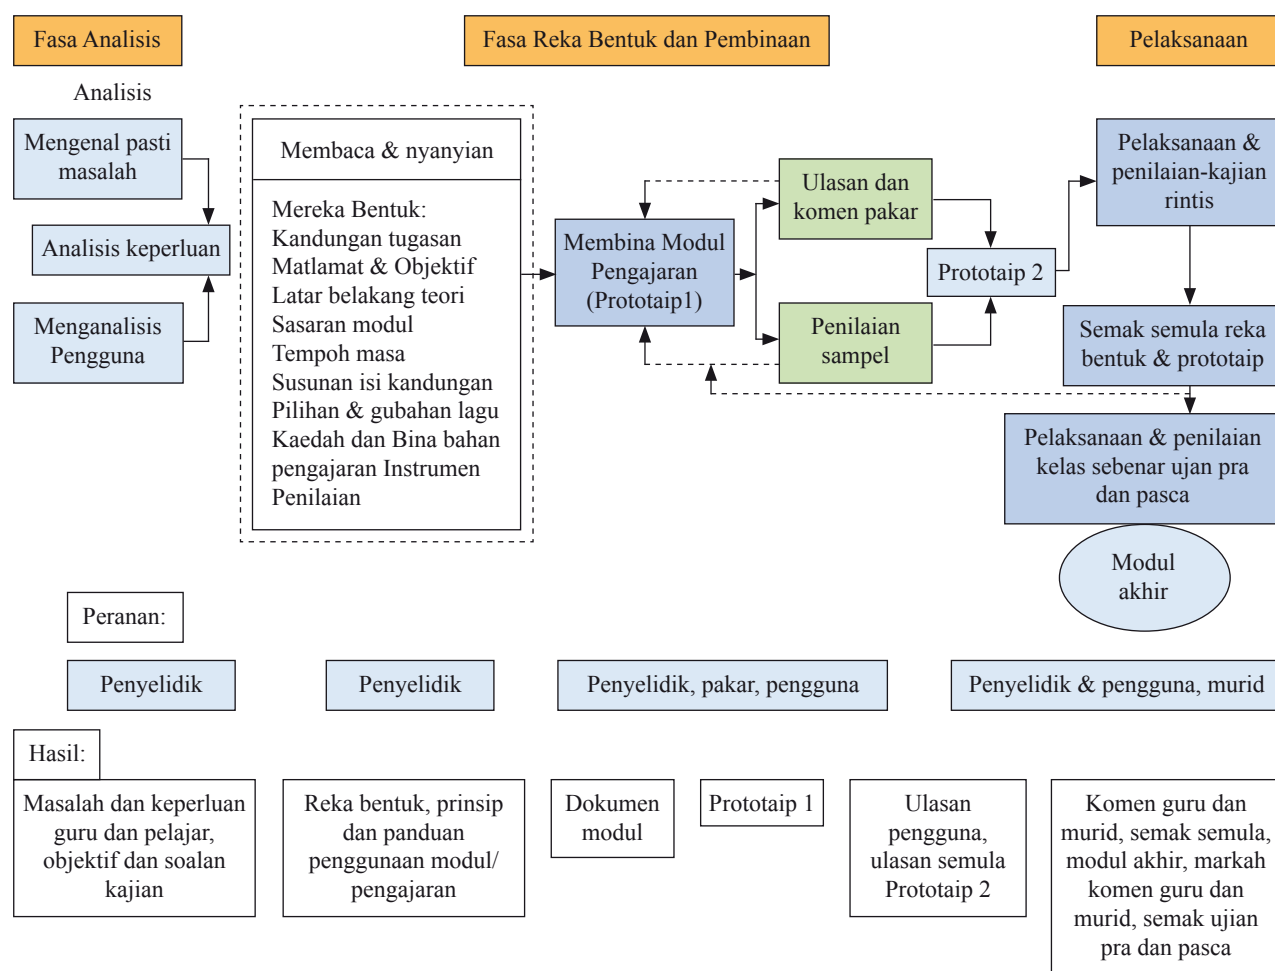 Fasa Analisis
Fasa Reka Bentuk dan Pembinaan
Pelaksanaan
Analisis
Mengenal pasti
masalah
Analisis keperluan
Menganalisis
Pengguna
Membaca & nyanyian
Mereka Bentuk:
Kandungan tugasan
Matlamat & Objektif
Latar belakang teori
Sasaran modul
Tempoh masa
Susunan isi kandungan
Pilihan & gubahan lagu
Kaedah dan Bina bahan
pengajaran Instrumen
Penilaian
Membina Modul
Pengajaran
(Prototaip1)
Ulasan dan
komen pakar
Penilaian
sampel
Prototaip 2
Pelaksanaan &
penilaian-kajian
rintis
Semak semula reka
bentuk & prototaip
Pelaksanaan & penilaian
kelas sebenar ujan pra
dan pasca
Modul
akhir
Peranan:
Penyelidik
Penyelidik
Penyelidik, pakar, pengguna
Penyelidik & pengguna, murid
Hasil:
Masalah dan keperluan
guru dan pelajar,
objektif dan soalan
kajian
Reka bentuk, prinsip
dan panduan
penggunaan modul/
pengajaran
Dokumen
modul
Prototaip 1
Ulasan
pengguna,
ulasan semula
Prototaip 2
Komen guru dan
murid, semak semula,
modul akhir, markah
komen guru dan
murid, semak ujian
pra dan pasca